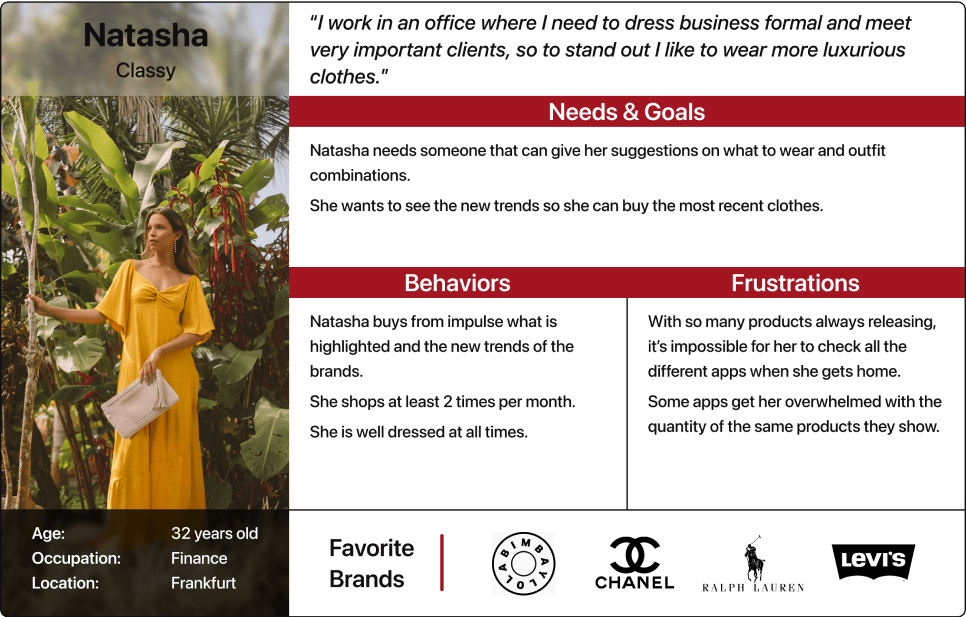 Natasha
Classy
"I work in an office where I need to dress business formal and meet
very important clients, so to stand out I like to wear more luxurious
clothes."
Needs & Goals
Natasha needs someone that can give her suggestions on what to wear and outfit
combinations.
She wants to see the new trends so she can buy the most recent clothes.
Behaviors
Natasha buys from impulse what is
highlighted and the new trends of the
brands.
She shops at least 2 times per month.
She is well dressed at all times.
Frustrations
With so many products always releasing,
it's impossible for her to check all the
different apps when she gets home.
Some apps get her overwhelmed with the
quantity of the same products they show.
Age: 32 years old
Occupation: Finance
Location: Frankfurt
Favorite
Brands
BIMBAYLOLA
CHANEL
RALPH LAUREN
LEVI'S